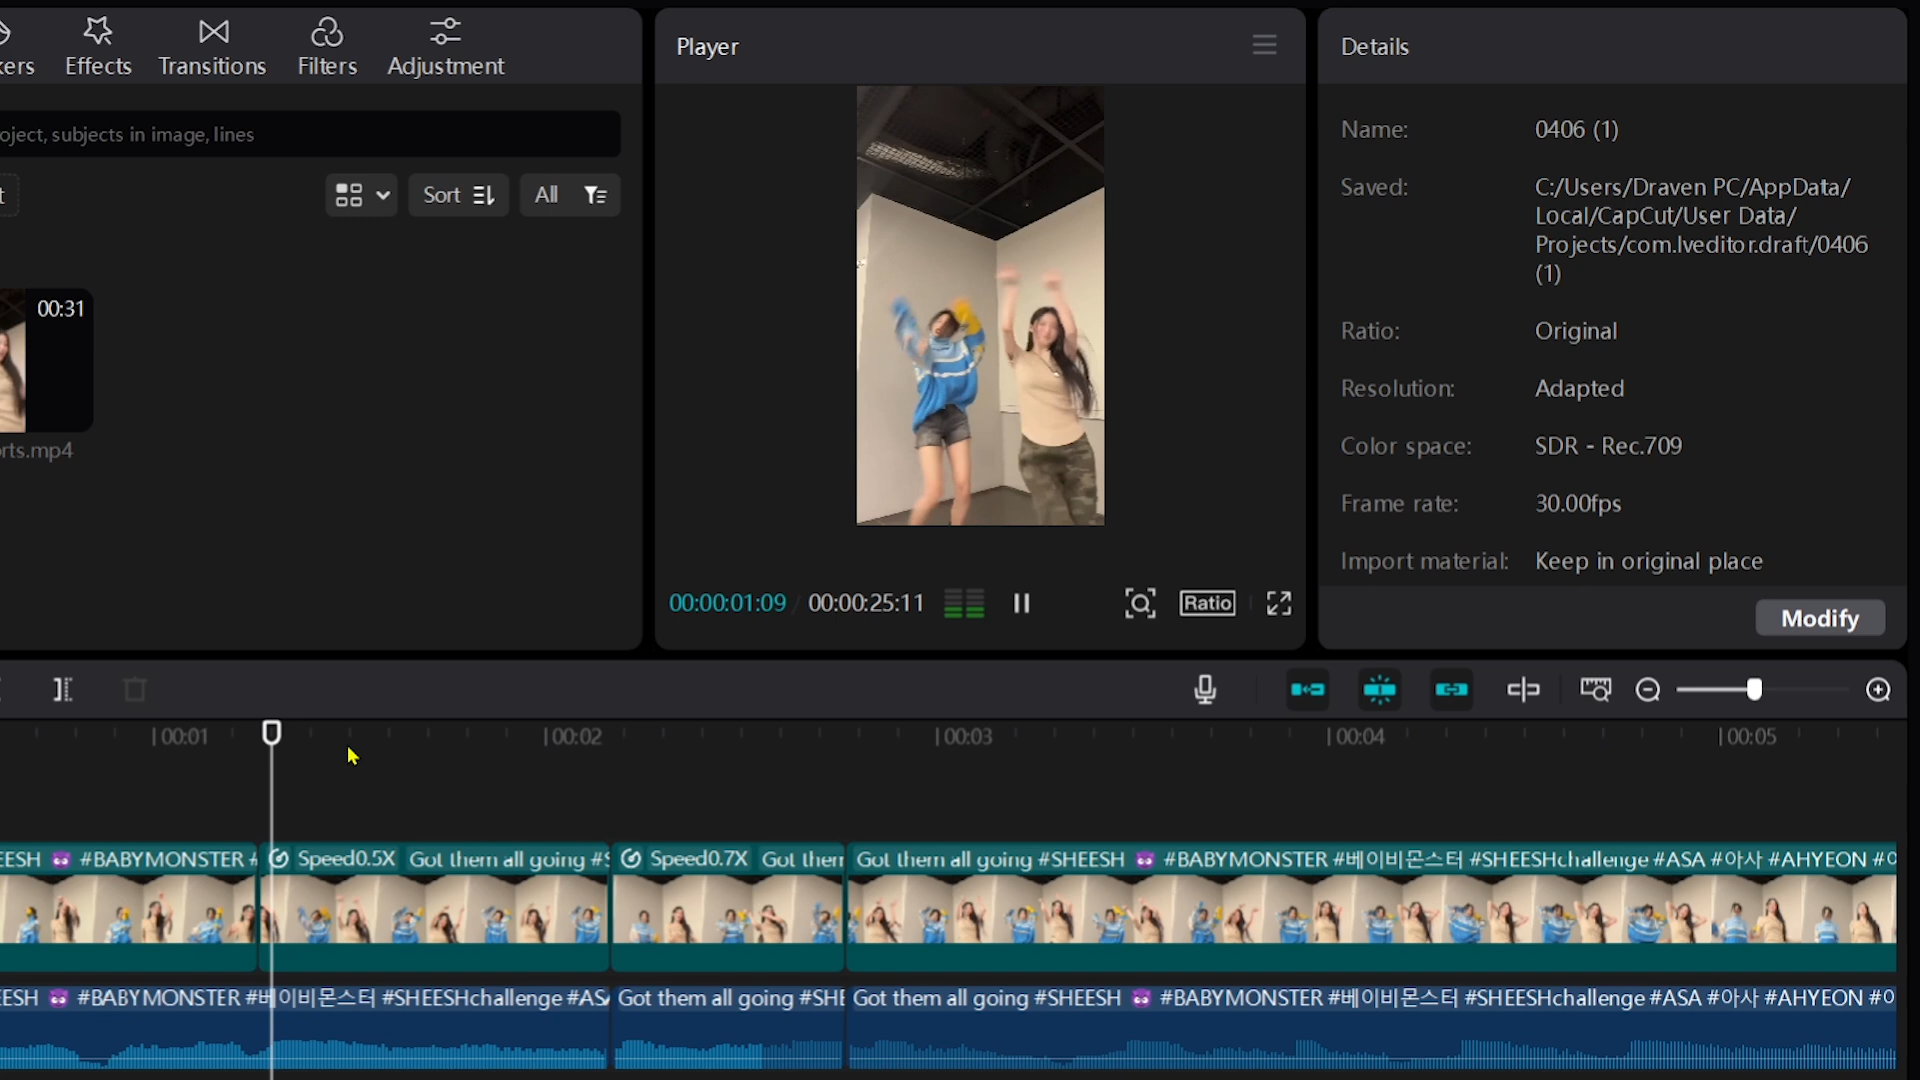 kers
Effects
Transitions
Filters
Adjustment
oject, subjects in image, lines
t
Sort
All
00:31
rts.mp4
Player
00:00:01:09 / 00:00:25:11
Ratio
Details
Name: 0406 (1)
Saved: C:/Users/Draven PC/AppData/
Local/CapCut/User Data/
Projects/com.lveditor.draft/0406
(1)
Ratio: Original
Resolution: Adapted
Color space: SDR - Rec.709
Frame rate: 30.00fps
Import material: Keep in original place
Modify
00:01
00:02
00:03
00:04
00:05
EESH 😈 #BABYMONSTER #
Speed0.5X Got them all going #S
Speed0.7X Got them
Got them all going #SHEESH 😈 #BABYMONSTER #베이비몬스터 #SHEESHchallenge #ASA #아사 #AHYEON #
EESH 😈 #BABYMONSTER #베이비몬스터 #SHEESHchallenge #ASA
Got them all going #SHE
Got them all going #SHEESH 😈 #BABYMONSTER #베이비몬스터 #SHEESHchallenge #ASA #아사 #AHYEON #